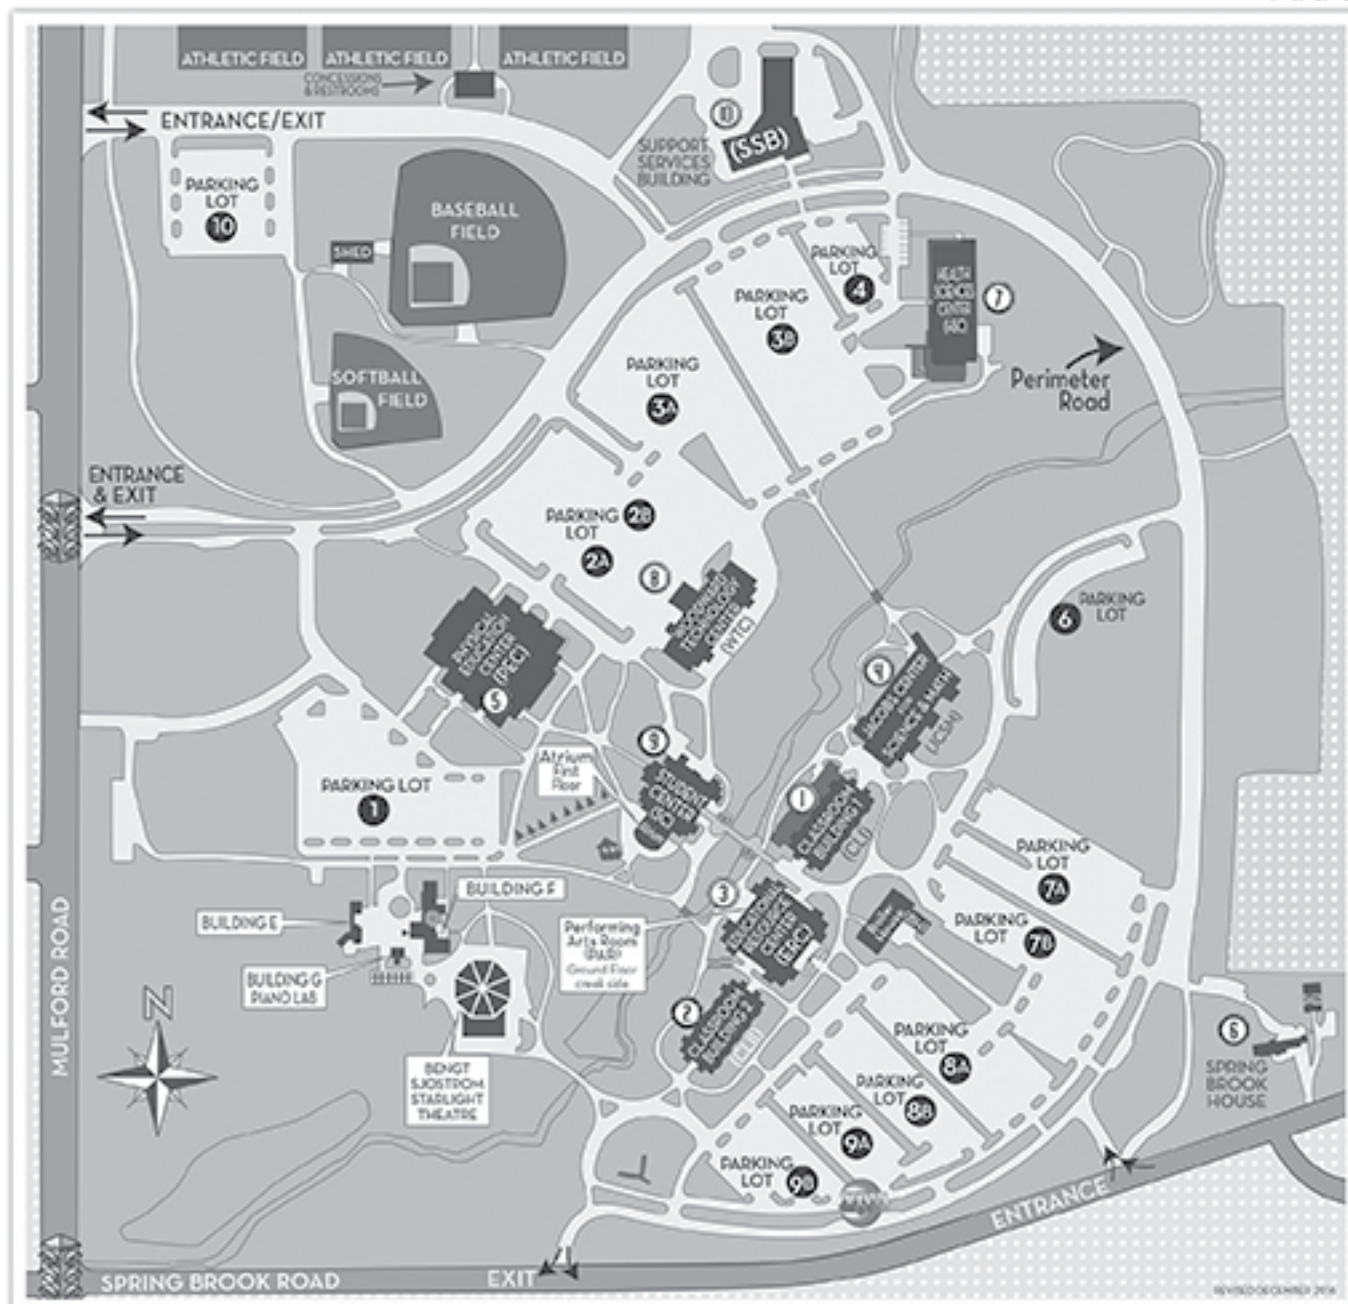 ATHLETIC FIELD
ATHLETIC FIELD
ATHLETIC FIELD
CONCESSIONS
& RESTROOMS
ENTRANCE/EXIT
PARKING
LOT
10
SUPPORT
SERVICES
BUILDING
(SSB)
SHED
BASEBALL
FIELD
SOFTBALL
FIELD
PARKING
LOT
4
PARKING
LOT
3B
PARKING
LOT
3A
HEALTH
SCIENCES
CENTER
7
Perimeter
Road
ENTRANCE
& EXIT
PARKING
LOT
2B
2A
8
WOODWARD
TECHNOLOGY
CENTER
(WTC)
PHYSICAL
EDUCATION
CENTER
(PEC)
5
6
PARKING
LOT
4
JACOBS CENTER
SCIENCE & MATH
(JCSM)
PARKING LOT
1
Atrium
First
Floor
9
STUDENT
CENTER
(SC)
1
CLASSROOM
BUILDING 1
(CLI)
PARKING
LOT
7A
PARKING
LOT
7B
BUILDING F
BUILDING E
BUILDING G
PIANO LAB
3
EDUCATIONAL
RESOURCE
CENTER
(ERC)
Performing
Arts Room
(PAR)
Ground Floor
creek side
2
CLASSROOM
BUILDING 2
MULFORD ROAD
N
BENGT
SJOSTROM
STARLIGHT
THEATRE
PARKING
LOT
8A
PARKING
LOT
8B
PARKING
LOT
9A
PARKING
LOT
9B
6
SPRING
BROOK
HOUSE
ENTRANCE
EXIT
SPRING BROOK ROAD